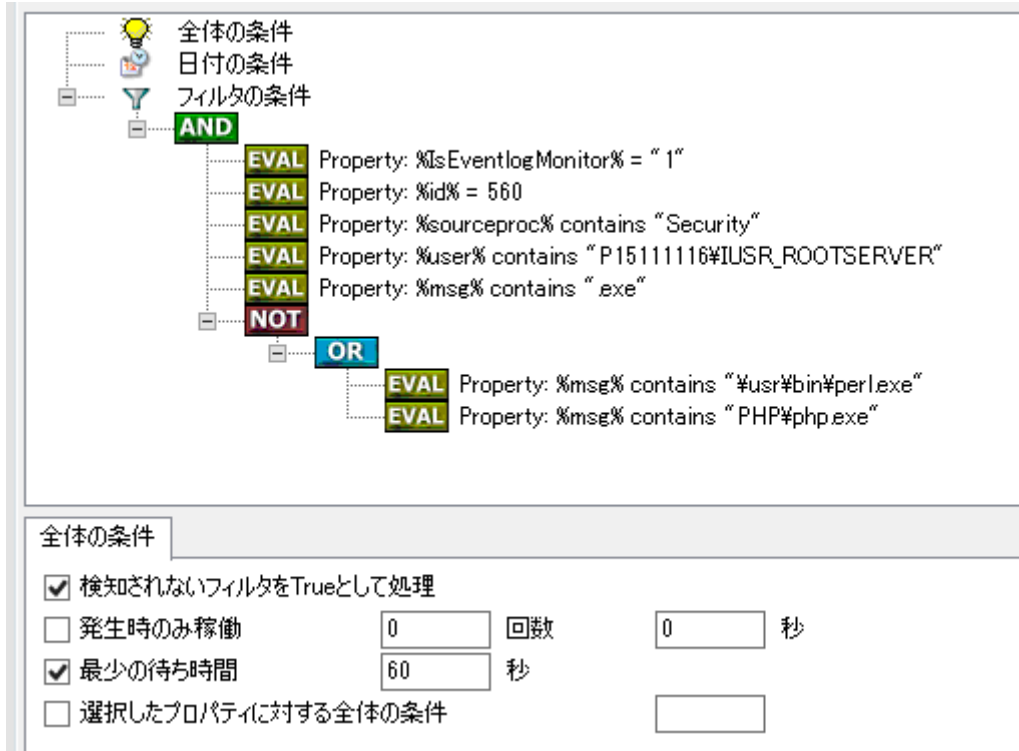 全体の条件
日付の条件
フィルタの条件
AND
EVAL Property: %IsEventlogMonitor% = "1"
EVAL Property: %id% = 560
EVAL Property: %sourceproc% contains "Security"
EVAL Property: %user% contains "P15111116¥IUSR_ROOTSERVER"
EVAL Property: %msg% contains ".exe"
NOT
OR
EVAL Property: %msg% contains "¥usr¥bin¥perl.exe"
EVAL Property: %msg% contains "PHP¥php.exe"
全体の条件
検知されないフィルタをTrueとして処理
発生時のみ稼働 0 回数 0 秒
最少の待ち時間 60 秒
選択したプロパティに対する全体の条件